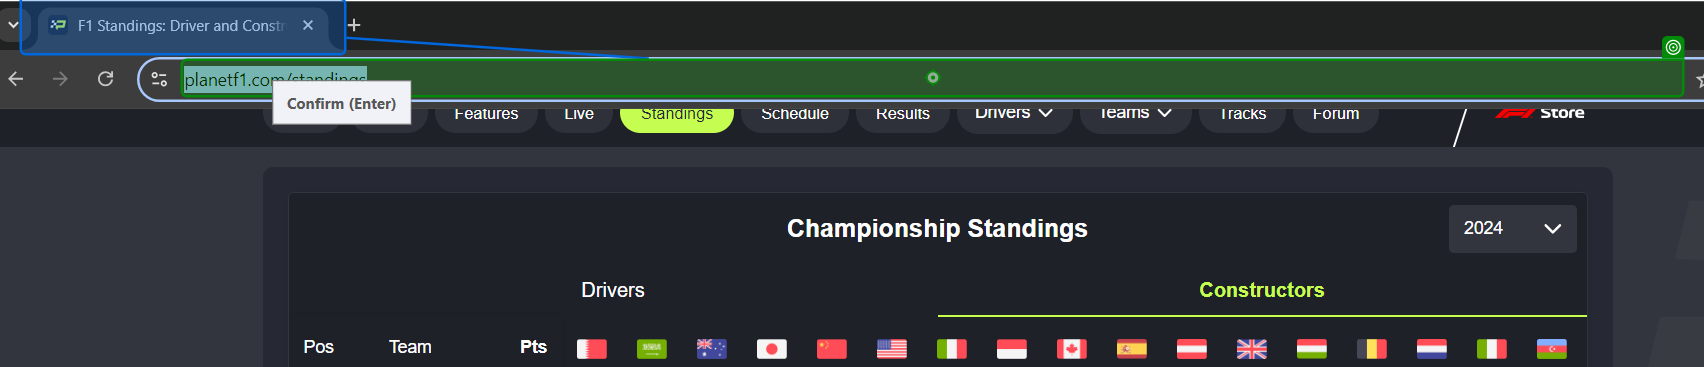 F1 Standings: Driver and Constr
planetf1.com/standings
Confirm (Enter)
Features Live Standings Schedule Results Drivers Teams Tracks Forum F1 Store
Championship Standings
2024
Drivers Constructors
Pos Team Pts